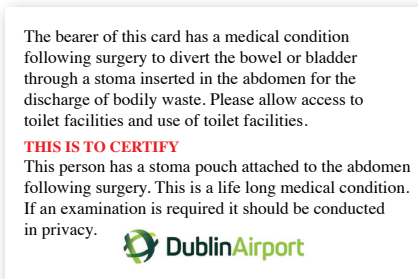 The bearer of this card has a medical condition
following surgery to divert the bowel or bladder
through a stoma inserted in the abdomen for the
discharge of bodily waste. Please allow access to
toilet facilities and use of toilet facilities.
THIS IS TO CERTIFY
This person has a stoma pouch attached to the abdomen
following surgery. This is a life long medical condition.
If an examination is required it should be conducted
in privacy.
DublinAirport